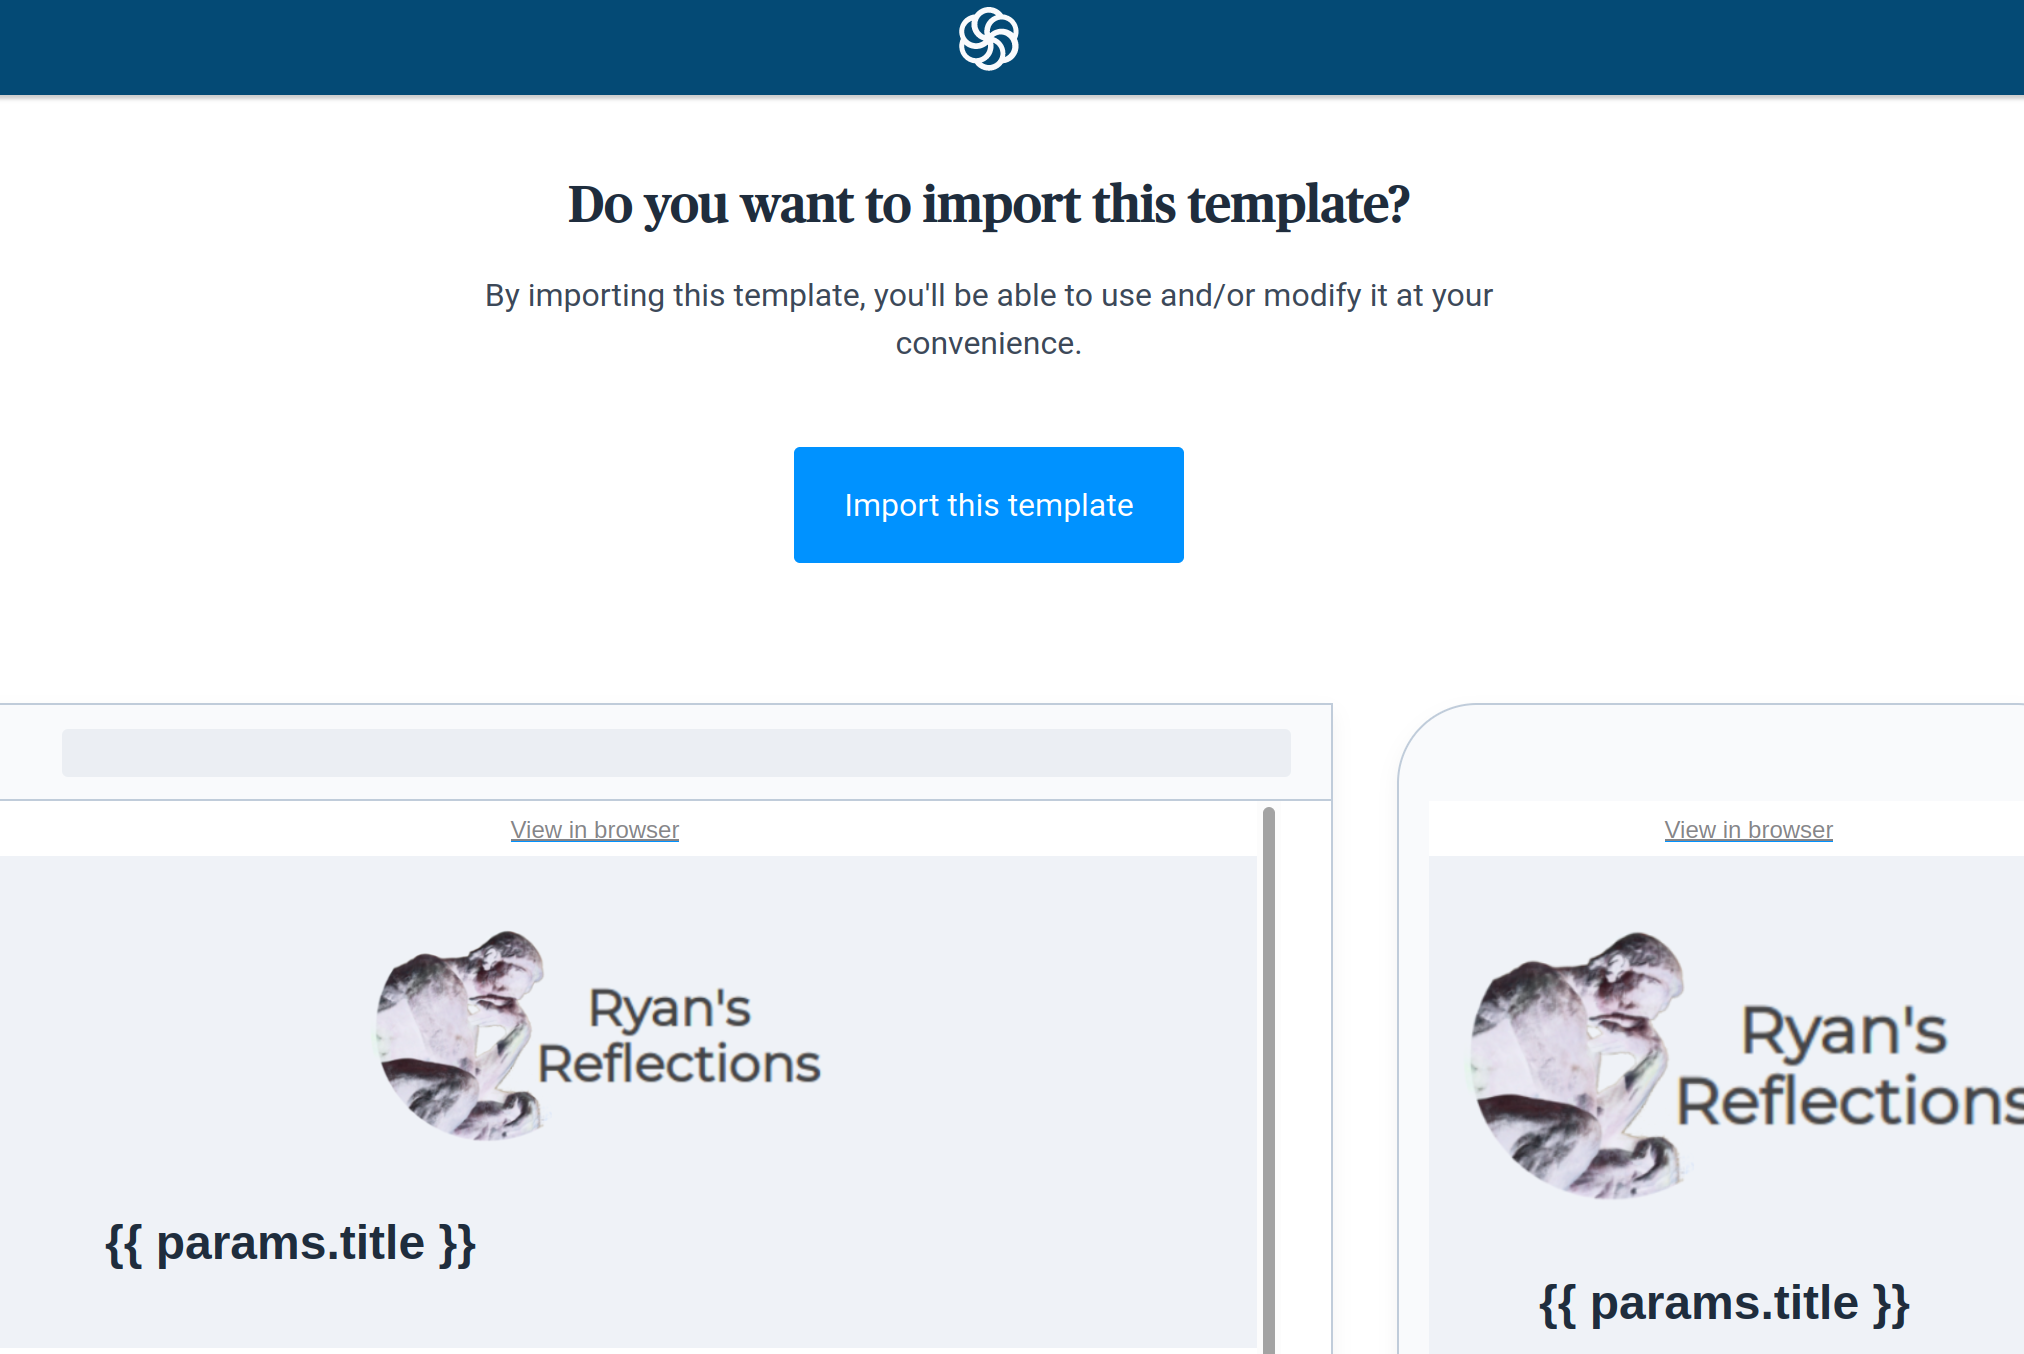 Do you want to import this template?
By importing this template, you'll be able to use and/or modify it at your
convenience.
Import this template
View in browser
Ryan's
Reflections
{{ params.title }}
View in browser
Ryan's
Reflections
{{ params.title }}